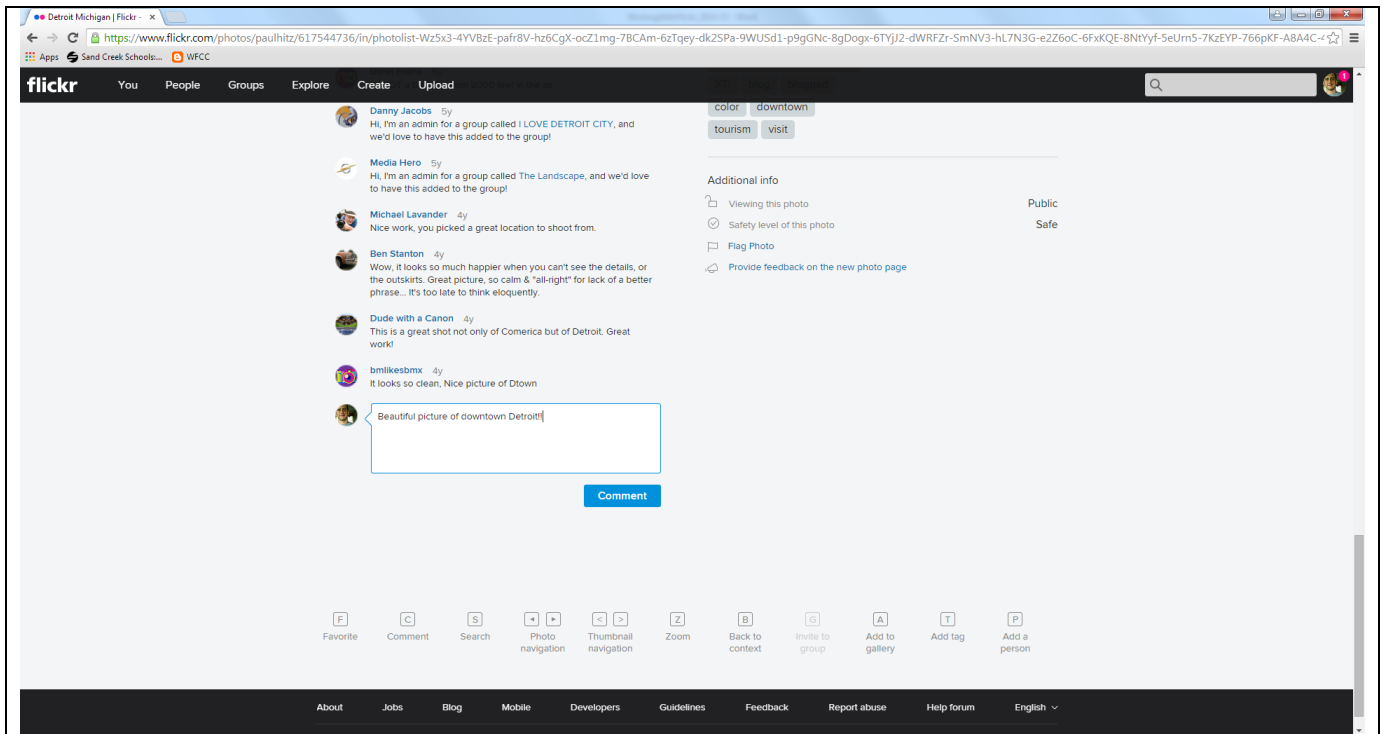 Detroit Michigan | Flickr -
https://www.flickr.com/photos/paulhitz/617544736/in/photolist-Wz5x3-4YVBzE-pafr8V-hz6CgX-ocZ1mg-7BCAm-6zTqey-dk2SPa-9WUSd1-p9gGNc-8gDogx-6TYjJ2-dWRFZr-SmNV3-hL7N3G-e2Z6oC-6FxKQE-8NtYyf-5eUrn5-7KzEYP-766pKF-A8A4C-
Apps Sand Creek Schools:... WFCC
flickr You People Groups Explore Create Upload 1
Danny Jacobs 5y
Hi, I'm an admin for a group called I LOVE DETROIT CITY, and
we'd love to have this added to the group!
Media Hero 5y
Hi, I'm an admin for a group called The Landscape, and we'd love
to have this added to the group!
Michael Lavander 4y
Nice work, you picked a great location to shoot from.
Ben Stanton 4y
Wow, it looks so much happier when you can't see the details, or
the outskirts. Great picture, so calm & "all-right" for lack of a better
phrase... It's too late to think eloquently.
Dude with a Canon 4y
This is a great shot not only of Comerica but of Detroit. Great
work!
bmlikesbmx 4y
It looks so clean, Nice picture of Dtown
Beautiful picture of downtown Detroit!!
Comment
color downtown
tourism visit
Additional info
Viewing this photo Public
Safety level of this photo Safe
Flag Photo
Provide feedback on the new photo page
F C S < > Z B G A T P
Favorite Comment Search Photo Thumbnail Zoom Back to Invite to Add to Add tag Add a
navigation navigation context group gallery person
About Jobs Blog Mobile Developers Guidelines Feedback Report abuse Help forum English